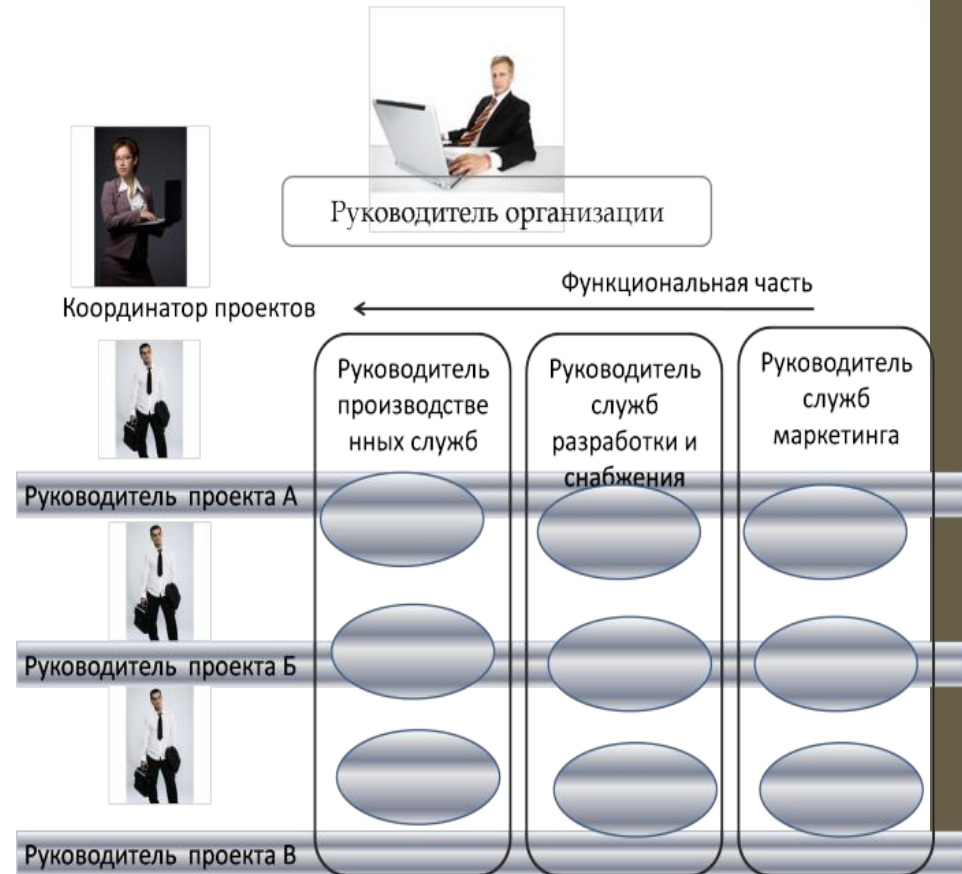 Руководитель организации
Функциональная часть
Координатор проектов
Руководитель
производстве
нных служб
Руководитель
служб
разработки и
снабжения
Руководитель
служб
маркетинга
Руководитель проекта А
Руководитель проекта Б
Руководитель проекта В